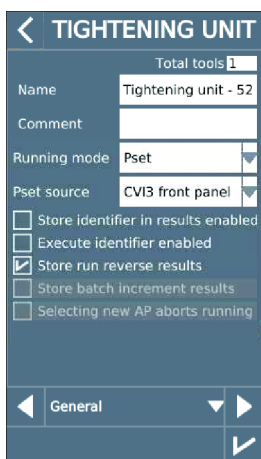 TIGHTENING UNIT
Total tools 1
Name Tightening unit - 52
Comment
Running mode Pset
Pset source CVI3 front panel
Store identifier in results enabled
Execute identifier enabled
Store run reverse results
Store batch increment results
Selecting new AP aborts running
General